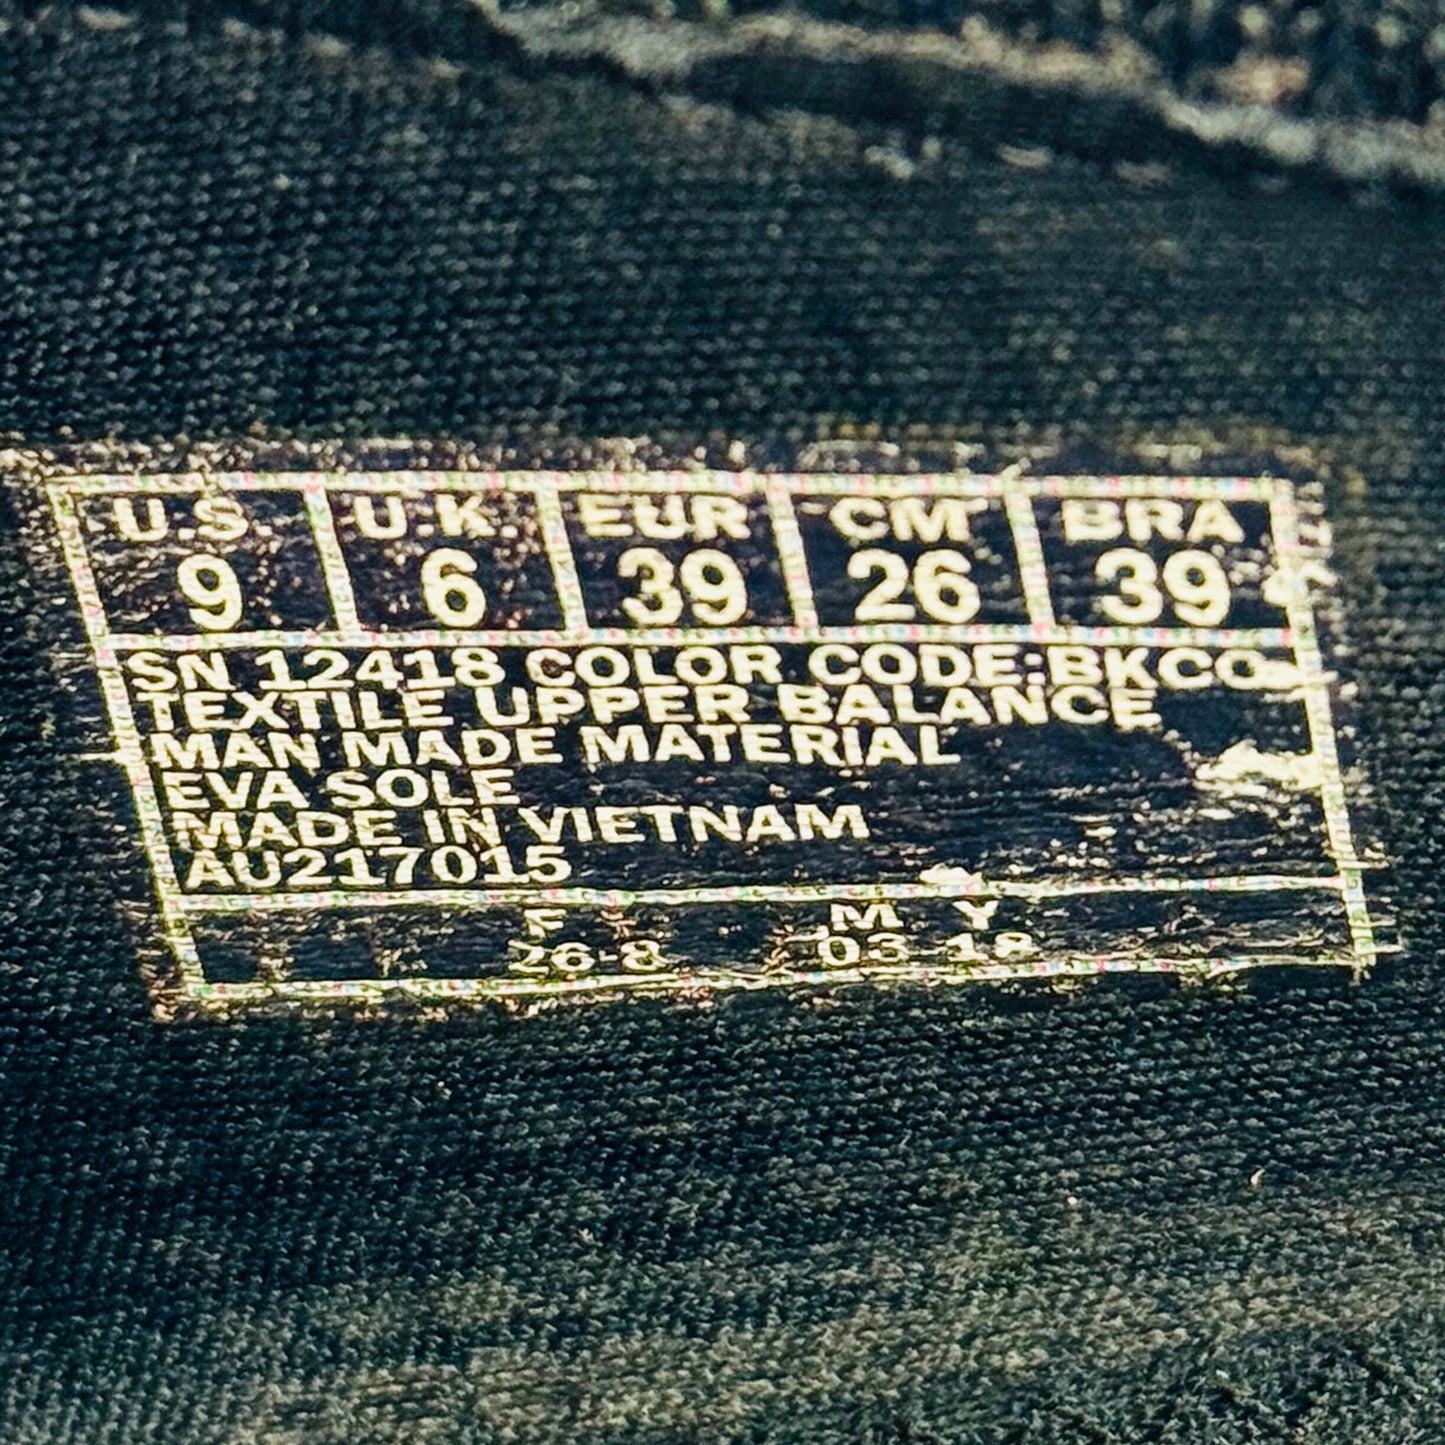 U.S. U.K. EUR CM BRA
9 6 39 26 39
SN 12418 COLOR CODE:BKCO
TEXTILE UPPER BALANCE
MAN MADE MATERIAL
EVA SOLE
MADE IN VIETNAM
AU217015
F M Y
26-8 03 18